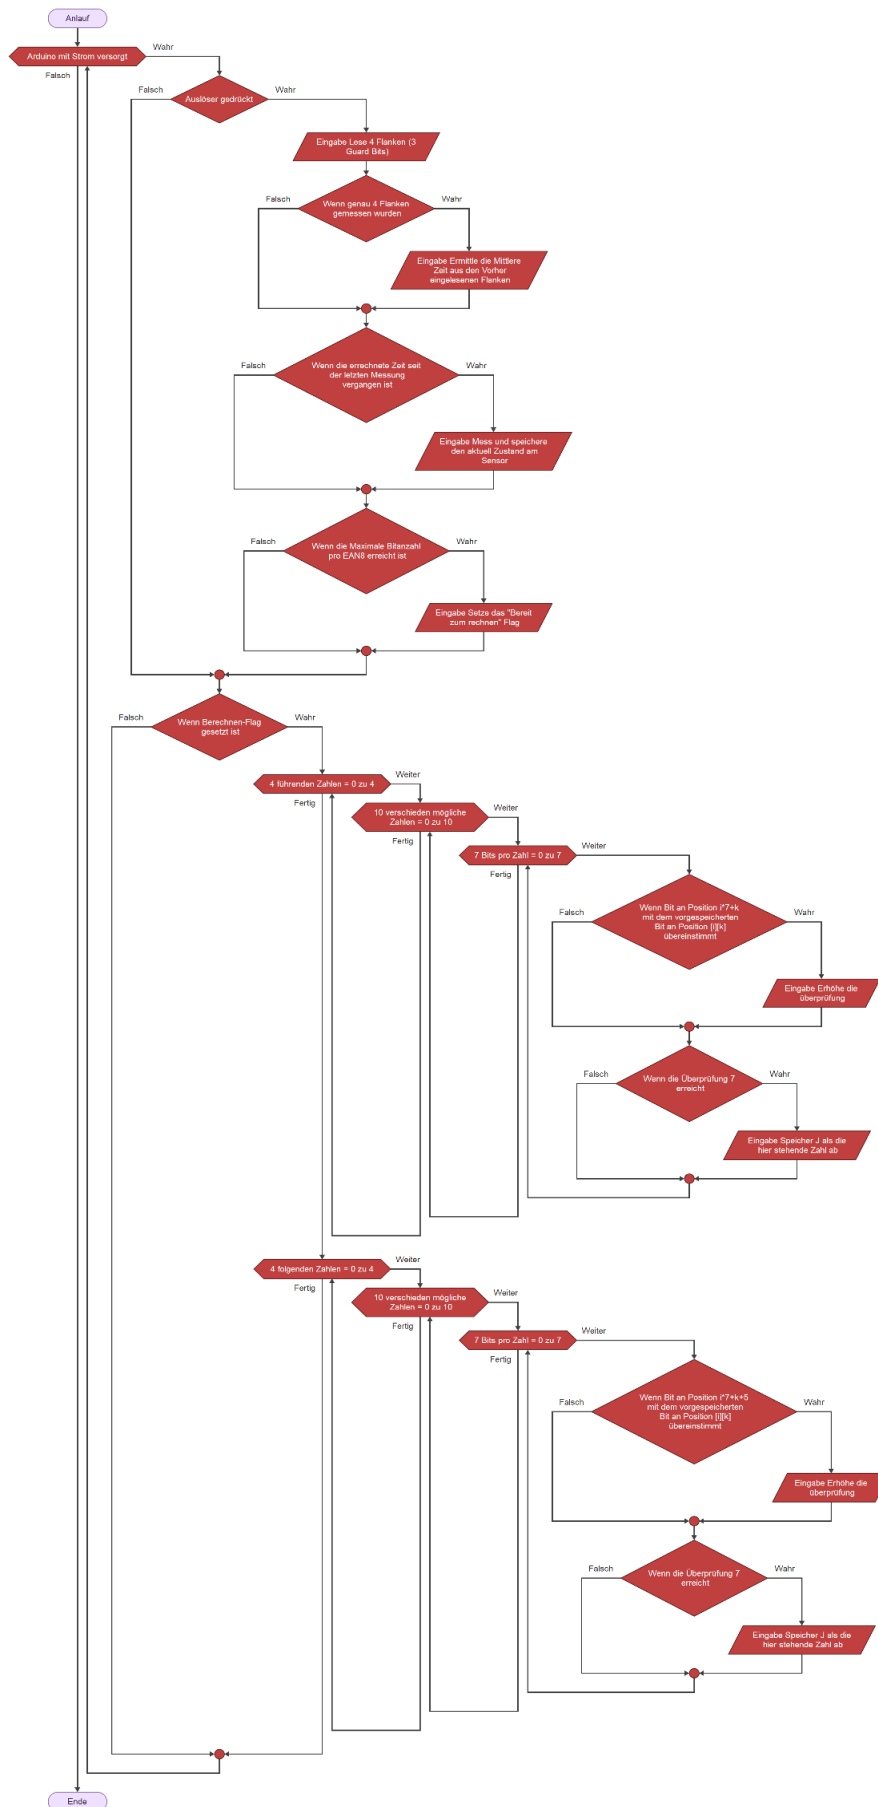 Anlauf
Arduino mit Strom versorgt
Wahr
Falsch
Auslöser gedrückt
Falsch
Wahr
Eingabe Lese 4 Flanken (3
Guard Bits)
Wenn genau 4 Flanken
gemessen wurden
Falsch
Wahr
Eingabe Ermittle die Mittlere
Zeit aus den Vorher
eingelesenen Flanken
Wenn die errechnete Zeit seit
der letzten Messung
vergangen ist
Falsch
Wahr
Eingabe Mess und speichere
den aktuell Zustand am
Sensor
Wenn die Maximale Bitanzahl
pro EAN8 erreicht ist
Falsch
Wahr
Eingabe Setze das "Bereit
zum rechnen" Flag
Wenn Berechnen-Flag
gesetzt ist
Falsch
Wahr
4 führenden Zahlen = 0 zu 4
Weiter
Fertig
10 verschieden mögliche
Zahlen = 0 zu 10
Weiter
Fertig
7 Bits pro Zahl = 0 zu 7
Weiter
Fertig
Wenn Bit an Position i*7+k
mit dem vorgespeicherten
Bit an Position [i][k]
übereinstimmt
Falsch
Wahr
Eingabe Erhöhe die
überprüfung
Wenn die Überprüfung 7
erreicht
Falsch
Wahr
Eingabe Speicher J als die
hier stehende Zahl ab
4 folgenden Zahlen = 0 zu 4
Weiter
Fertig
10 verschieden mögliche
Zahlen = 0 zu 10
Weiter
Fertig
7 Bits pro Zahl = 0 zu 7
Weiter
Fertig
Wenn Bit an Position i*7+k+5
mit dem vorgespeicherten
Bit an Position [i][k]
übereinstimmt
Falsch
Wahr
Eingabe Erhöhe die
überprüfung
Wenn die Überprüfung 7
erreicht
Falsch
Wahr
Eingabe Speicher J als die
hier stehende Zahl ab
Ende